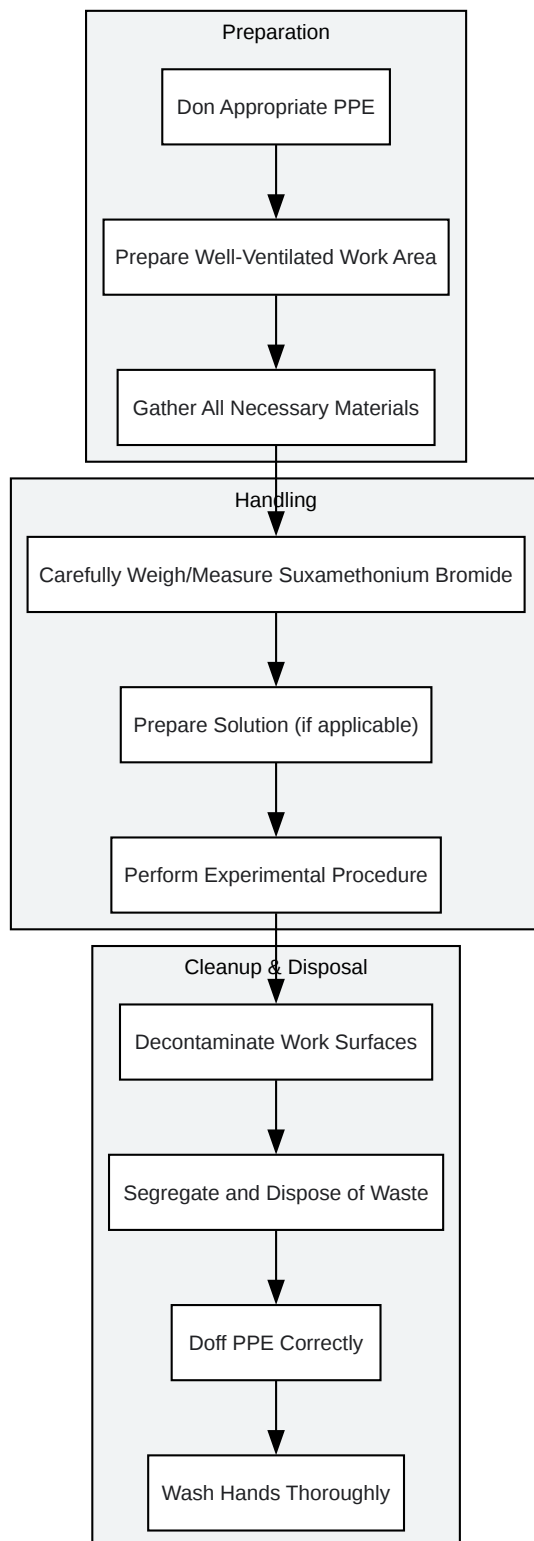 Preparation
Don Appropriate PPE
Prepare Well-Ventilated Work Area
Gather All Necessary Materials
Handling
Carefully Weigh/Measure Suxamethonium Bromide
Prepare Solution (if applicable)
Perform Experimental Procedure
Cleanup & Disposal
Decontaminate Work Surfaces
Segregate and Dispose of Waste
Doff PPE Correctly
Wash Hands Thoroughly